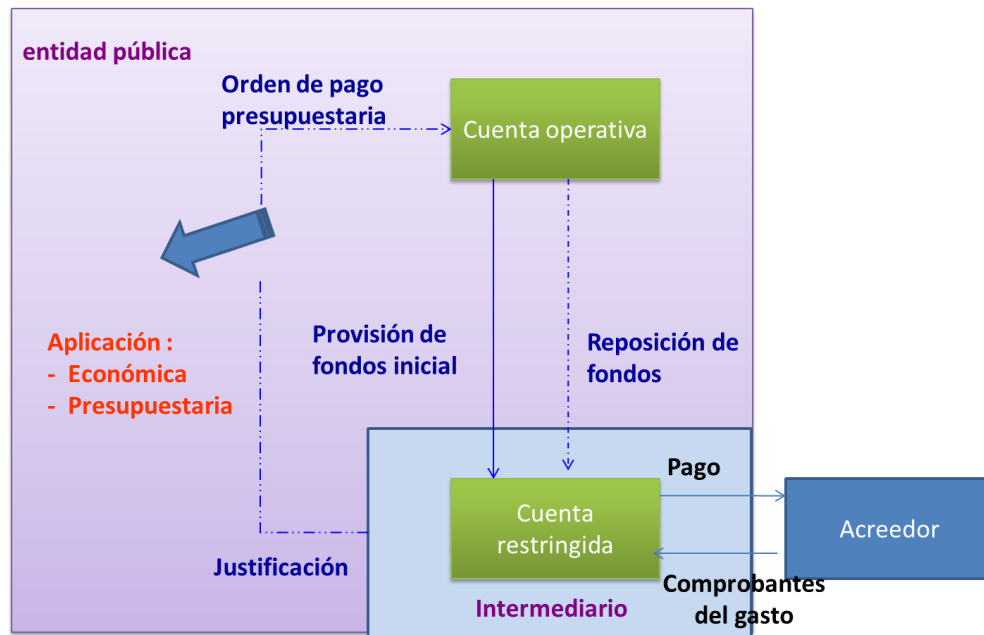 entidad pública
Orden de pago
presupuestaria
Cuenta operativa
Aplicación :
- Económica
- Presupuestaria
Provisión de
fondos inicial
Reposición de
fondos
Pago
Cuenta
restringida
Acreedor
Justificación
Intermediario
Comprobantes
del gasto